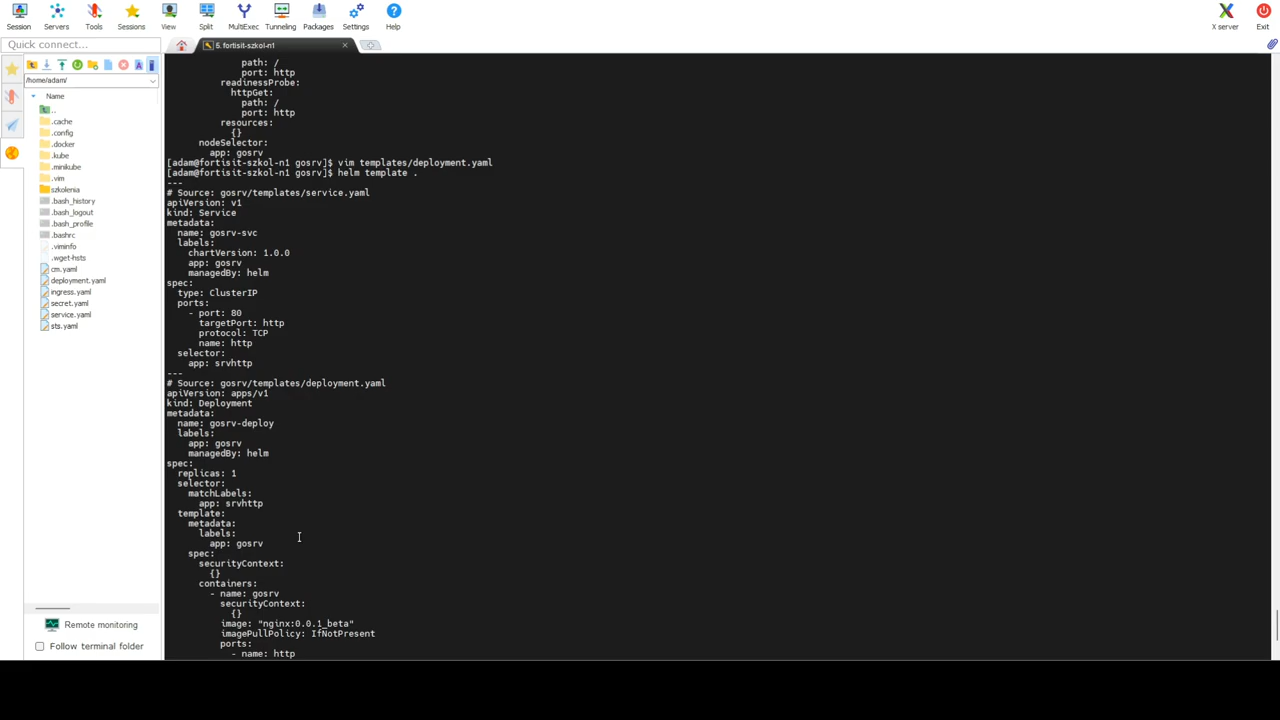 Session
Servers
Tools
Sessions
View
Split
MultiExec
Tunneling
Packages
Settings
Help
X server
Exit
Quick connect...
5. fortisit-szkol-n1
/home/adam/
Name
..
.cache
.config
.docker
.kube
.minikube
.vim
szkolenia
.bash_history
.bash_logout
.bash_profile
.bashrc
.viminfo
.wget-hsts
cm.yaml
deployment.yaml
ingress.yaml
secret.yaml
service.yaml
sts.yaml
Remote monitoring
Follow terminal folder
path: /
port: http
readinessProbe:
httpGet:
path: /
port: http
resources:
{}
nodeSelector:
app: gosrv
[adam@fortisit-szkol-n1 gosrv]$ vim templates/deployment.yaml
[adam@fortisit-szkol-n1 gosrv]$ helm template .
---
# Source: gosrv/templates/service.yaml
apiVersion: v1
kind: Service
metadata:
name: gosrv-svc
labels:
chartVersion: 1.0.0
app: gosrv
managedBy: helm
spec:
type: ClusterIP
ports:
- port: 80
targetPort: http
protocol: TCP
name: http
selector:
app: srvhttp
---
# Source: gosrv/templates/deployment.yaml
apiVersion: apps/v1
kind: Deployment
metadata:
name: gosrv-deploy
labels:
app: gosrv
managedBy: helm
spec:
replicas: 1
selector:
matchLabels:
app: srvhttp
template:
metadata:
labels:
app: gosrv
spec:
securityContext:
{}
containers:
- name: gosrv
securityContext:
{}
image: "nginx:0.0.1_beta"
imagePullPolicy: IfNotPresent
ports:
- name: http